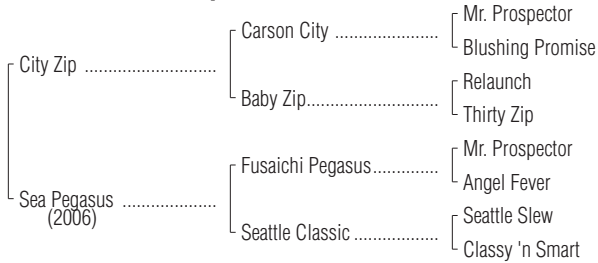 Mr. Prospector
Carson City ..................
Blushing Promise
City Zip .......................
Relaunch
Baby Zip.......................
Thirty Zip
Mr. Prospector
Fusaichi Pegasus..............
Angel Fever
Sea Pegasus ................
(2006)
Seattle Slew
Seattle Classic ...............
Classy 'n Smart